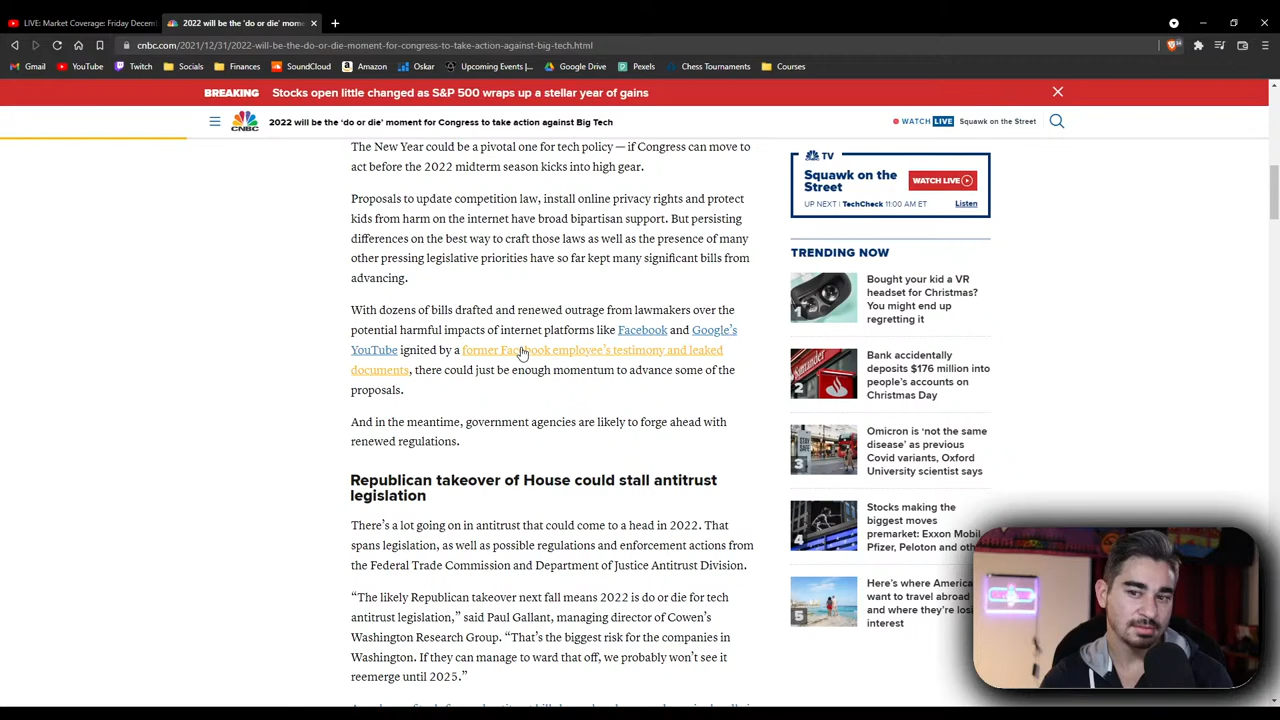 LIVE: Market Coverage: Friday Decem
2022 will be the 'do or die' mome
cnbc.com/2021/12/31/2022-will-be-the-do-or-die-moment-for-congress-to-take-action-against-big-tech.html
Gmail
YouTube
Twitch
Socials
Finances
SoundCloud
Amazon
Oskar
Upcoming Events |...
Google Drive
Pexels
Chess Tournaments
Courses
BREAKING Stocks open little changed as S&P 500 wraps up a stellar year of gains
CNBC
2022 will be the 'do or die' moment for Congress to take action against Big Tech
WATCH LIVE Squawk on the Street
The New Year could be a pivotal one for tech policy — if Congress can move to
act before the 2022 midterm season kicks into high gear.
Proposals to update competition law, install online privacy rights and protect
kids from harm on the internet have broad bipartisan support. But persisting
differences on the best way to craft those laws as well as the presence of many
other pressing legislative priorities have so far kept many significant bills from
advancing.
With dozens of bills drafted and renewed outrage from lawmakers over the
potential harmful impacts of internet platforms like Facebook and Google's
YouTube ignited by a former Facebook employee's testimony and leaked
documents, there could just be enough momentum to advance some of the
proposals.
And in the meantime, government agencies are likely to forge ahead with
renewed regulations.
Republican takeover of House could stall antitrust
legislation
There's a lot going on in antitrust that could come to a head in 2022. That
spans legislation, as well as possible regulations and enforcement actions from
the Federal Trade Commission and Department of Justice Antitrust Division.
"The likely Republican takeover next fall means 2022 is do or die for tech
antitrust legislation," said Paul Gallant, managing director of Cowen's
Washington Research Group. "That's the biggest risk for the companies in
Washington. If they can manage to ward that off, we probably won't see it
reemerge until 2025."
TV
Squawk on the
Street
WATCH LIVE
UP NEXT | TechCheck 11:00 AM ET
Listen
TRENDING NOW
1
Bought your kid a VR
headset for Christmas?
You might end up
regretting it
2
Bank accidentally
deposits $176 million into
people's accounts on
Christmas Day
3
Omicron is 'not the same
disease' as previous
Covid variants, Oxford
University scientist says
4
Stocks making the
biggest moves
premarket: Exxon Mobil,
Pfizer, Peloton and oth
5
Here's where America
want to travel abroad
and where they're losi
interest